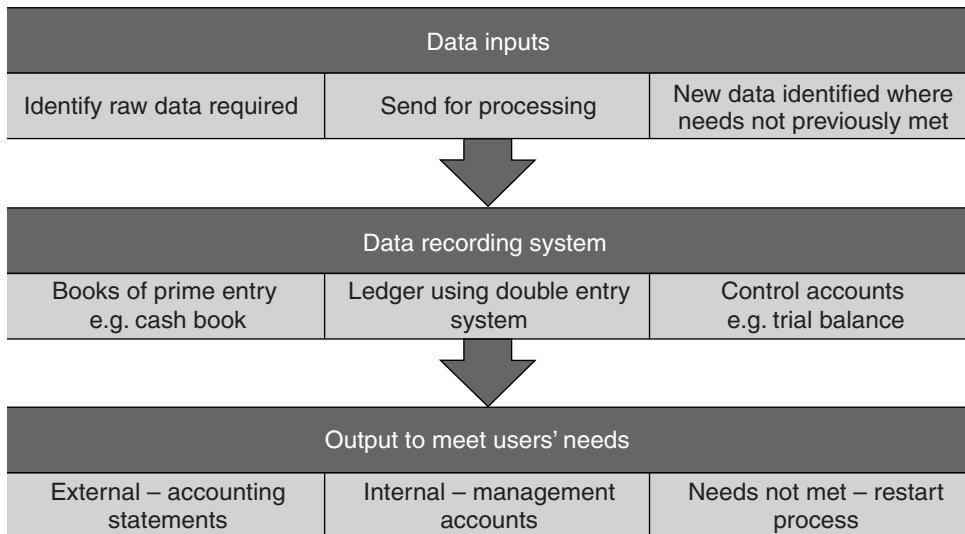 Data inputs
Identify raw data required
Send for processing
New data identified where
needs not previously met
Data recording system
Books of prime entry
e.g. cash book
Ledger using double entry
system
Control accounts
e.g. trial balance
Output to meet users’ needs
External – accounting
statements
Internal – management
accounts
Needs not met – restart
process